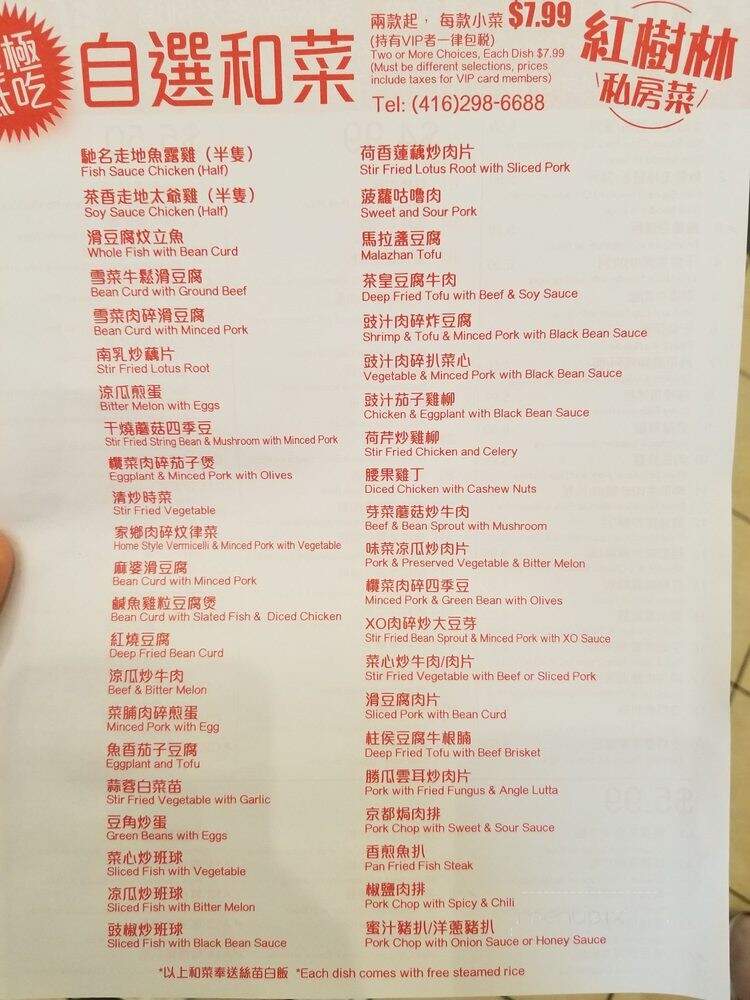 極
吃
自選和菜
兩款起，每款小菜 $7.99
(持有VIP者一律包税)
Two or More Choices, Each Dish $7.99
(Must be different selections, prices
include taxes for VIP card members)
Tel: (416)298-6688
紅樹林
私房菜
馳名走地魚露雞（半隻）
Fish Sauce Chicken (Half)
茶香走地太爺雞（半隻）
Soy Sauce Chicken (Half)
滑豆腐炆立魚
Whole Fish with Bean Curd
雪菜牛鬆滑豆腐
Bean Curd with Ground Beef
雪菜肉碎滑豆腐
Bean Curd with Minced Pork
南乳炒藕片
Stir Fried Lotus Root
涼瓜煎蛋
Bitter Melon with Eggs
干燒蘑菇四季豆
Stir Fried String Bean & Mushroom with Minced Pork
欖菜肉碎茄子煲
Eggplant & Minced Pork with Olives
清炒時菜
Stir Fried Vegetable
家鄉肉碎炆律菜
Home Style Vermicelli & Minced Pork with Vegetable
麻婆滑豆腐
Bean Curd with Minced Pork
鹹魚雞粒豆腐煲
Bean Curd with Slated Fish & Diced Chicken
紅燒豆腐
Deep Fried Bean Curd
涼瓜炒牛肉
Beef & Bitter Melon
菜脯肉碎煎蛋
Minced Pork with Egg
魚香茄子豆腐
Eggplant and Tofu
蒜蓉白菜苗
Stir Fried Vegetable with Garlic
豆角炒蛋
Green Beans with Eggs
菜心炒班球
Sliced Fish with Vegetable
凉瓜炒班球
Sliced Fish with Bitter Melon
豉椒炒班球
Sliced Fish with Black Bean Sauce
荷香蓮藕炒肉片
Stir Fried Lotus Root with Sliced Pork
菠蘿咕嚕肉
Sweet and Sour Pork
馬拉盞豆腐
Malazhan Tofu
茶皇豆腐牛肉
Deep Fried Tofu with Beef & Soy Sauce
豉汁肉碎炸豆腐
Shrimp & Tofu & Minced Pork with Black Bean Sauce
豉汁肉碎扒菜心
Vegetable & Minced Pork with Black Bean Sauce
豉汁茄子雞柳
Chicken & Eggplant with Black Bean Sauce
荷芹炒雞柳
Stir Fried Chicken and Celery
腰果雞丁
Diced Chicken with Cashew Nuts
芽菜蘑菇炒牛肉
Beef & Bean Sprout with Mushroom
味菜凉瓜炒肉片
Pork & Preserved Vegetable & Bitter Melon
欖菜肉碎四季豆
Minced Pork & Green Bean with Olives
XO肉碎炒大豆芽
Stir Fried Bean Sprout & Minced Pork with XO Sauce
菜心炒牛肉/肉片
Stir Fried Vegetable with Beef or Sliced Pork
滑豆腐肉片
Sliced Pork with Bean Curd
柱侯豆腐牛根腩
Deep Fried Tofu with Beef Brisket
勝瓜雲耳炒肉片
Pork with Fried Fungus & Angle Lutta
京都焗肉排
Pork Chop with Sweet & Sour Sauce
香煎魚扒
Pan Fried Fish Steak
椒鹽肉排
Pork Chop with Spicy & Chili
蜜汁豬扒/洋蔥豬扒
Pork Chop with Onion Sauce or Honey Sauce
*以上和菜奉送絲苗白飯 *Each dish comes with free steamed rice